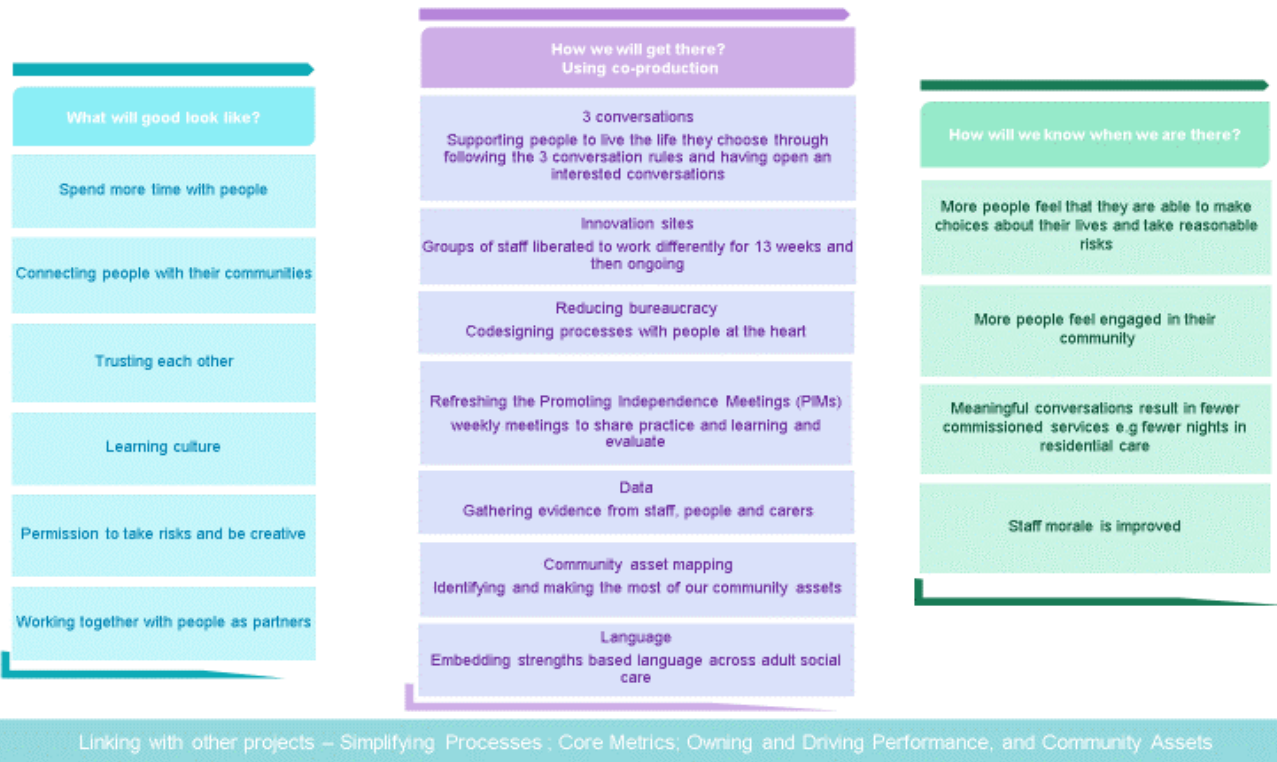 What will good look like?
Spend more time with people
Connecting people with their communities
Trusting each other
Learning culture
Permission to take risks and be creative
Working together with people as partners
How we will get there?
Using co-production
3 conversations
Supporting people to live the life they choose through
following the 3 conversation rules and having open an
interested conversations
Innovation sites
Groups of staff liberated to work differently for 13 weeks and
then ongoing
Reducing bureaucracy
Codesigning processes with people at the heart
Refreshing the Promoting Independence Meetings (PIMs)
weekly meetings to share practice and learning and
evaluate
Data
Gathering evidence from staff, people and carers
Community asset mapping
Identifying and making the most of our community assets
Language
Embedding strengths based language across adult social
care
How will we know when we are there?
More people feel that they are able to make
choices about their lives and take reasonable
risks
More people feel engaged in their
community
Meaningful conversations result in fewer
commissioned services e.g fewer nights in
residential care
Staff morale is improved
Linking with other projects – Simplifying Processes ; Core Metrics; Owning and Driving Performance, and Community Assets